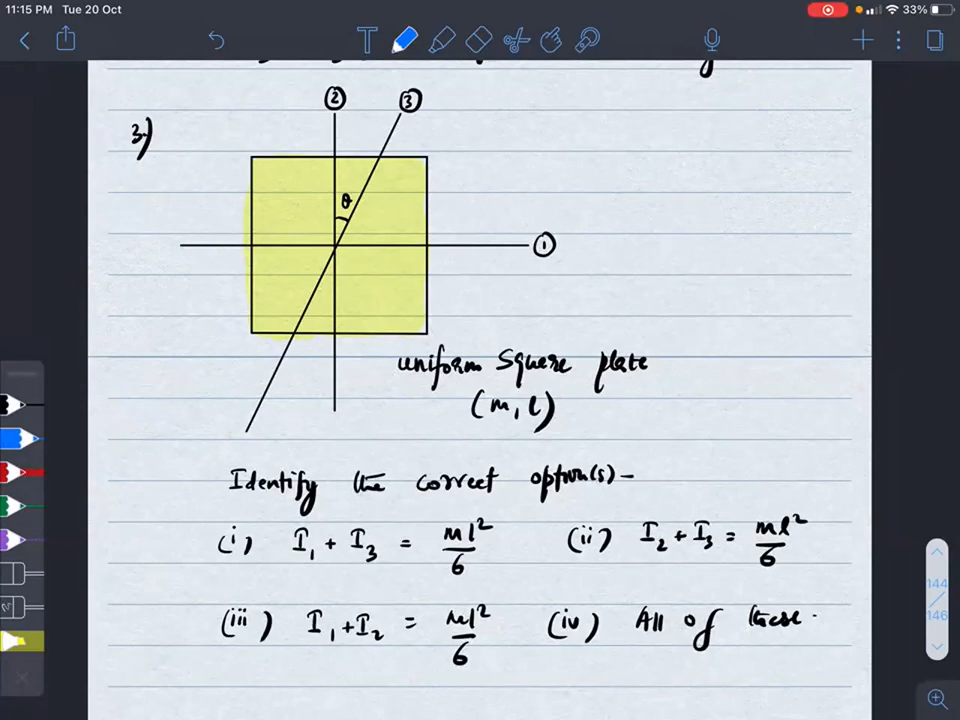 11:15 PM Tue 20 Oct 33%
T
② ③
3)
θ
①
uniform Square plate
(m, l)
Identify the correct option(s) –
(i) I₁ + I₃ = ml²/6 (ii) I₂ + I₃ = ml²/6
(iii) I₁ + I₂ = ml²/6 (iv) All of these.
144
/
146